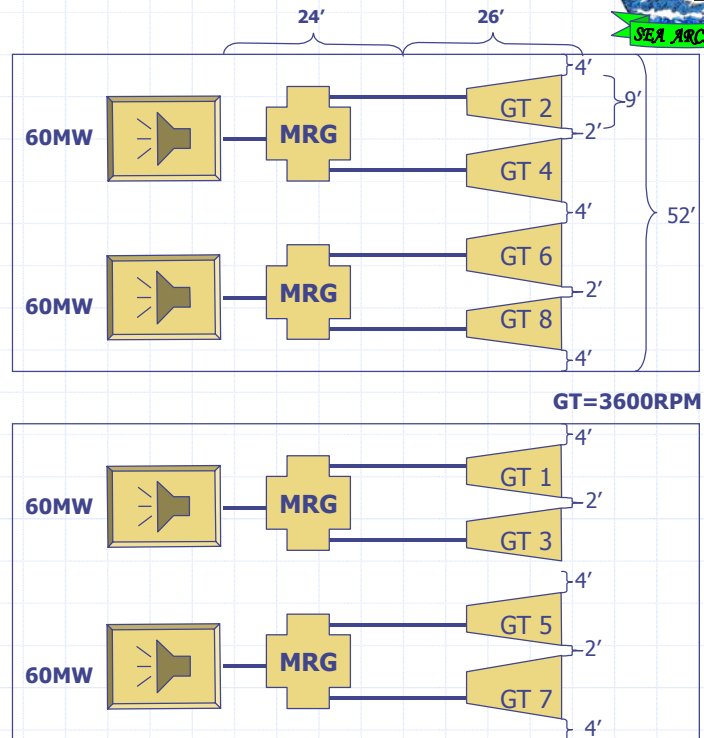 24’ 26’
SEA ARC
4’
GT 2 9’
60MW MRG 2’
GT 4
4’ 52’
GT 6
60MW MRG 2’
GT 8
4’
GT=3600RPM
4’
GT 1
60MW MRG 2’
GT 3
4’
GT 5
60MW MRG 2’
GT 7
4’